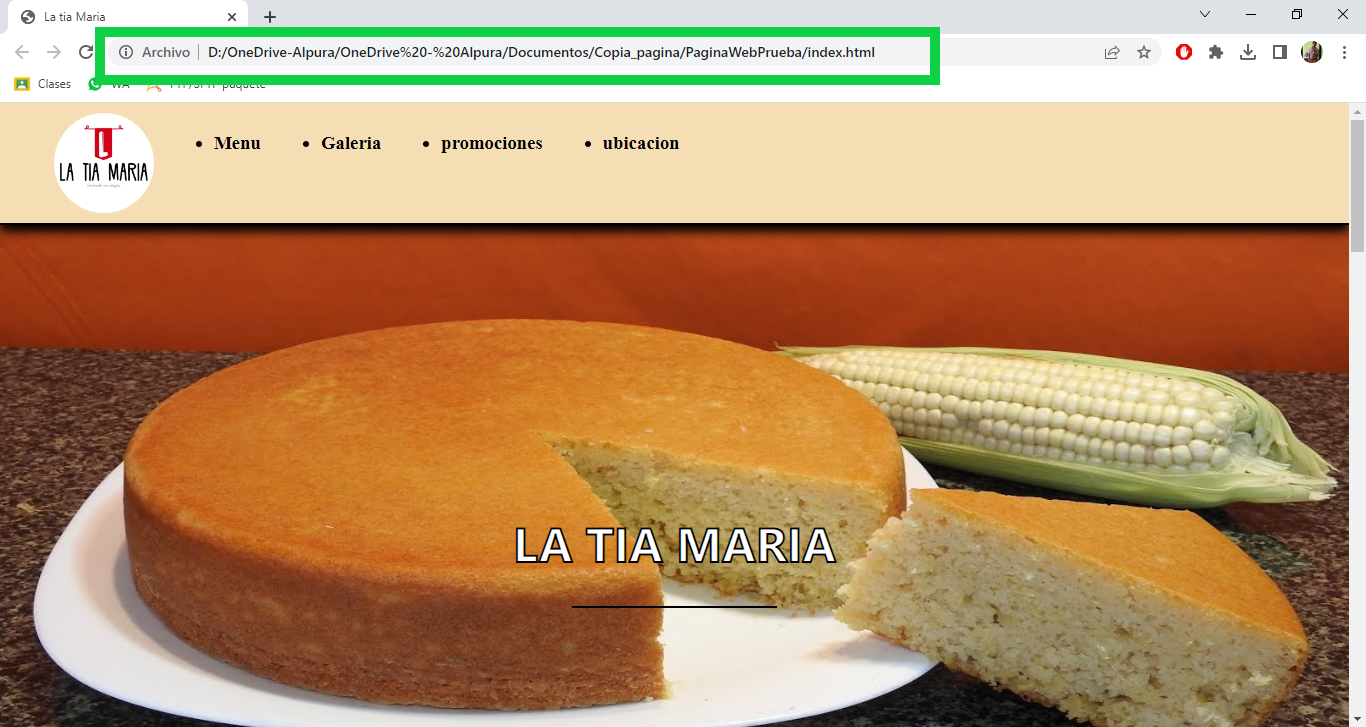 La tia Maria
Archivo | D:/OneDrive-Alpura/OneDrive%20-%20Alpura/Documentos/Copia_pagina/PaginaWebPrueba/index.html
Clases WA
LA TIA MARIA
• Menu • Galeria • promociones • ubicacion
LA TIA MARIA